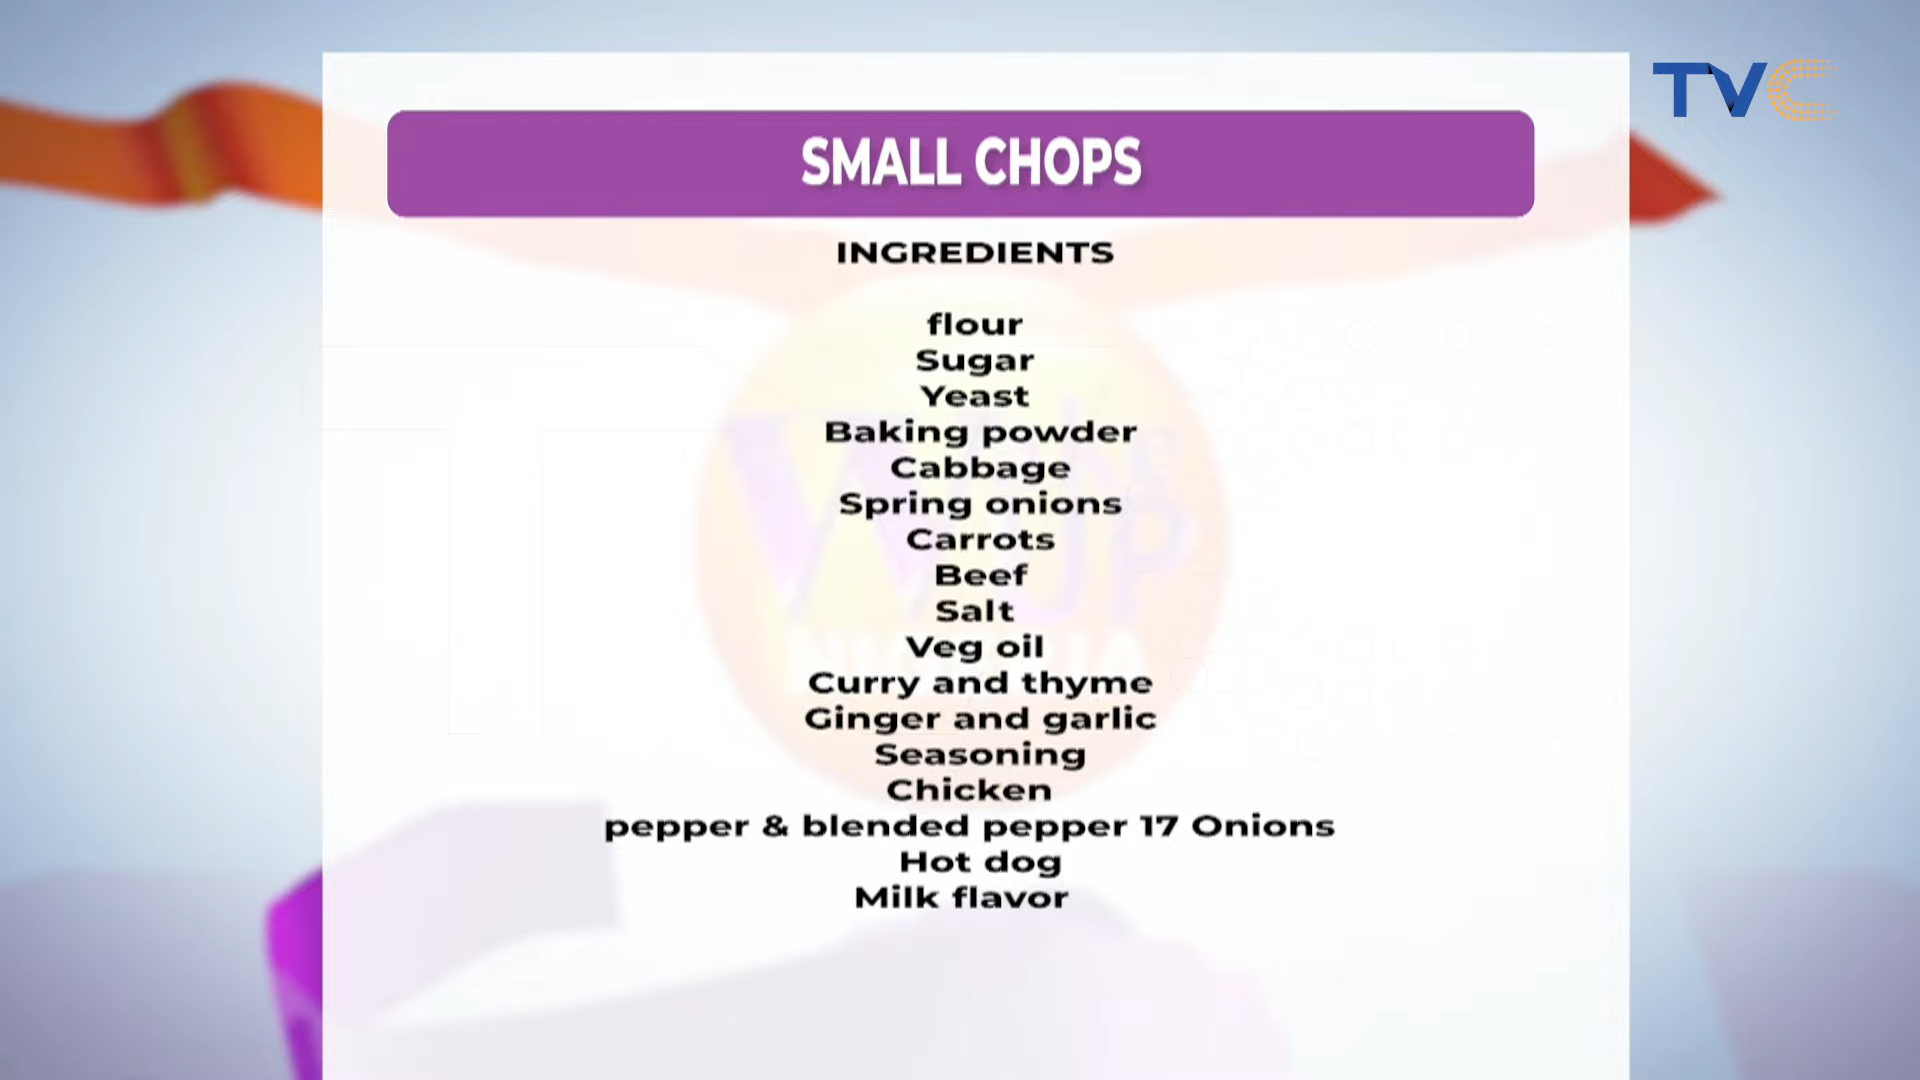 TVC
SMALL CHOPS
INGREDIENTS
flour
Sugar
Yeast
Baking powder
Cabbage
Spring onions
Carrots
Beef
Salt
Veg oil
Curry and thyme
Ginger and garlic
Seasoning
Chicken
pepper & blended pepper 17 Onions
Hot dog
Milk flavor